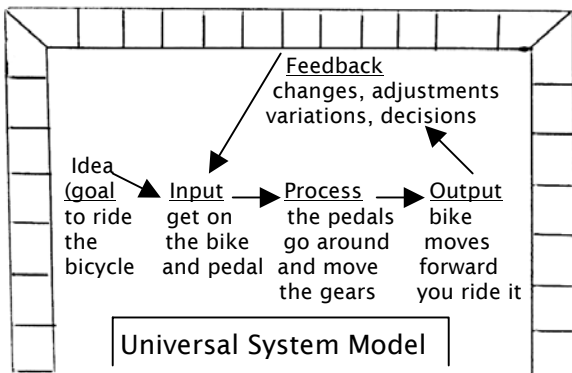 Feedback
changes, adjustments
variations, decisions
Idea
(goal
to ride
the
bicycle
Input
get on
the bike
and pedal
Process
the pedals
go around
and move
the gears
Output
bike
moves
forward
you ride it
Universal System Model